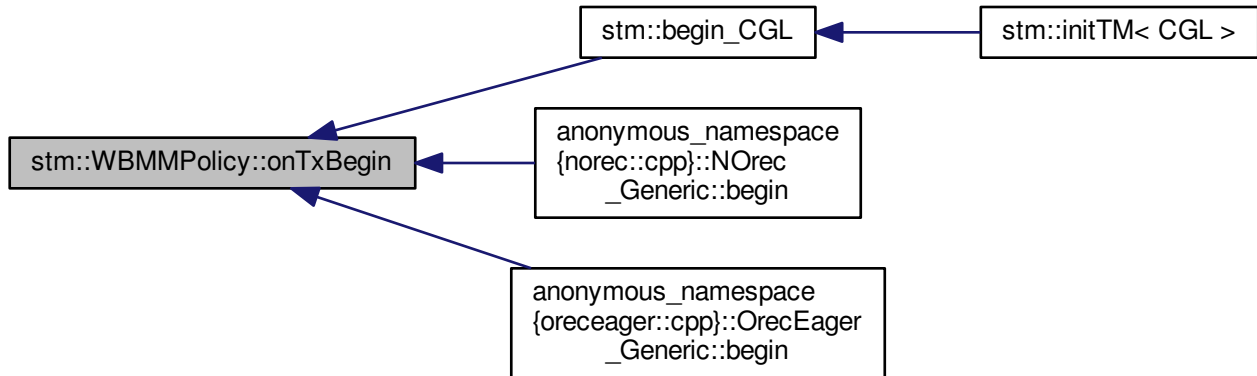 stm::begin_CGL
stm::initTM< CGL >
stm::WBMMPolicy::onTxBegin
anonymous_namespace
{norec::cpp}::NOrec
_Generic::begin
anonymous_namespace
{oreceager::cpp}::OrecEager
_Generic::begin